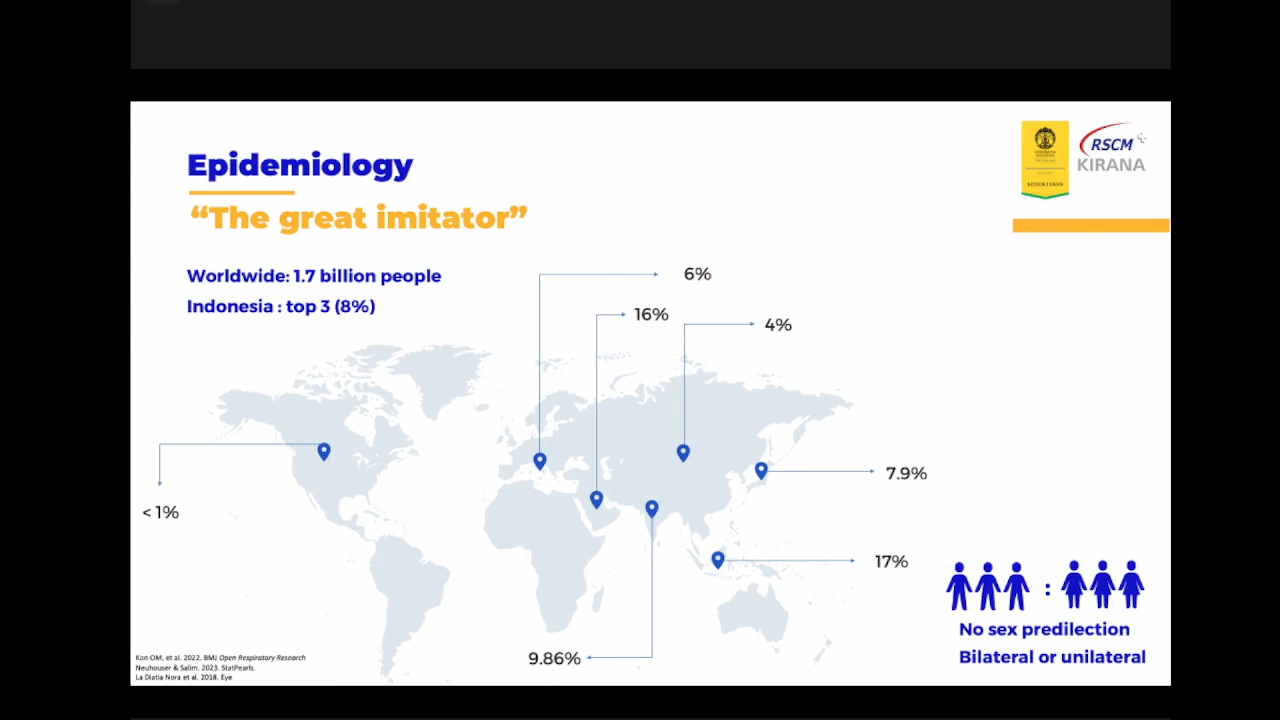 Epidemiology
“The great imitator”
RSCM
KIRANA
KEDOKTERAN
Worldwide: 1.7 billion people
Indonesia : top 3 (8%)
6%
16%
4%
7.9%
< 1%
17%
9.86%
:
No sex predilection
Bilateral or unilateral
Kon OM, et al. 2022. BMJ Open Respiratory Research
Neuhouser & Salim. 2023. StatPearls.
La Distia Nora et al. 2018. Eye